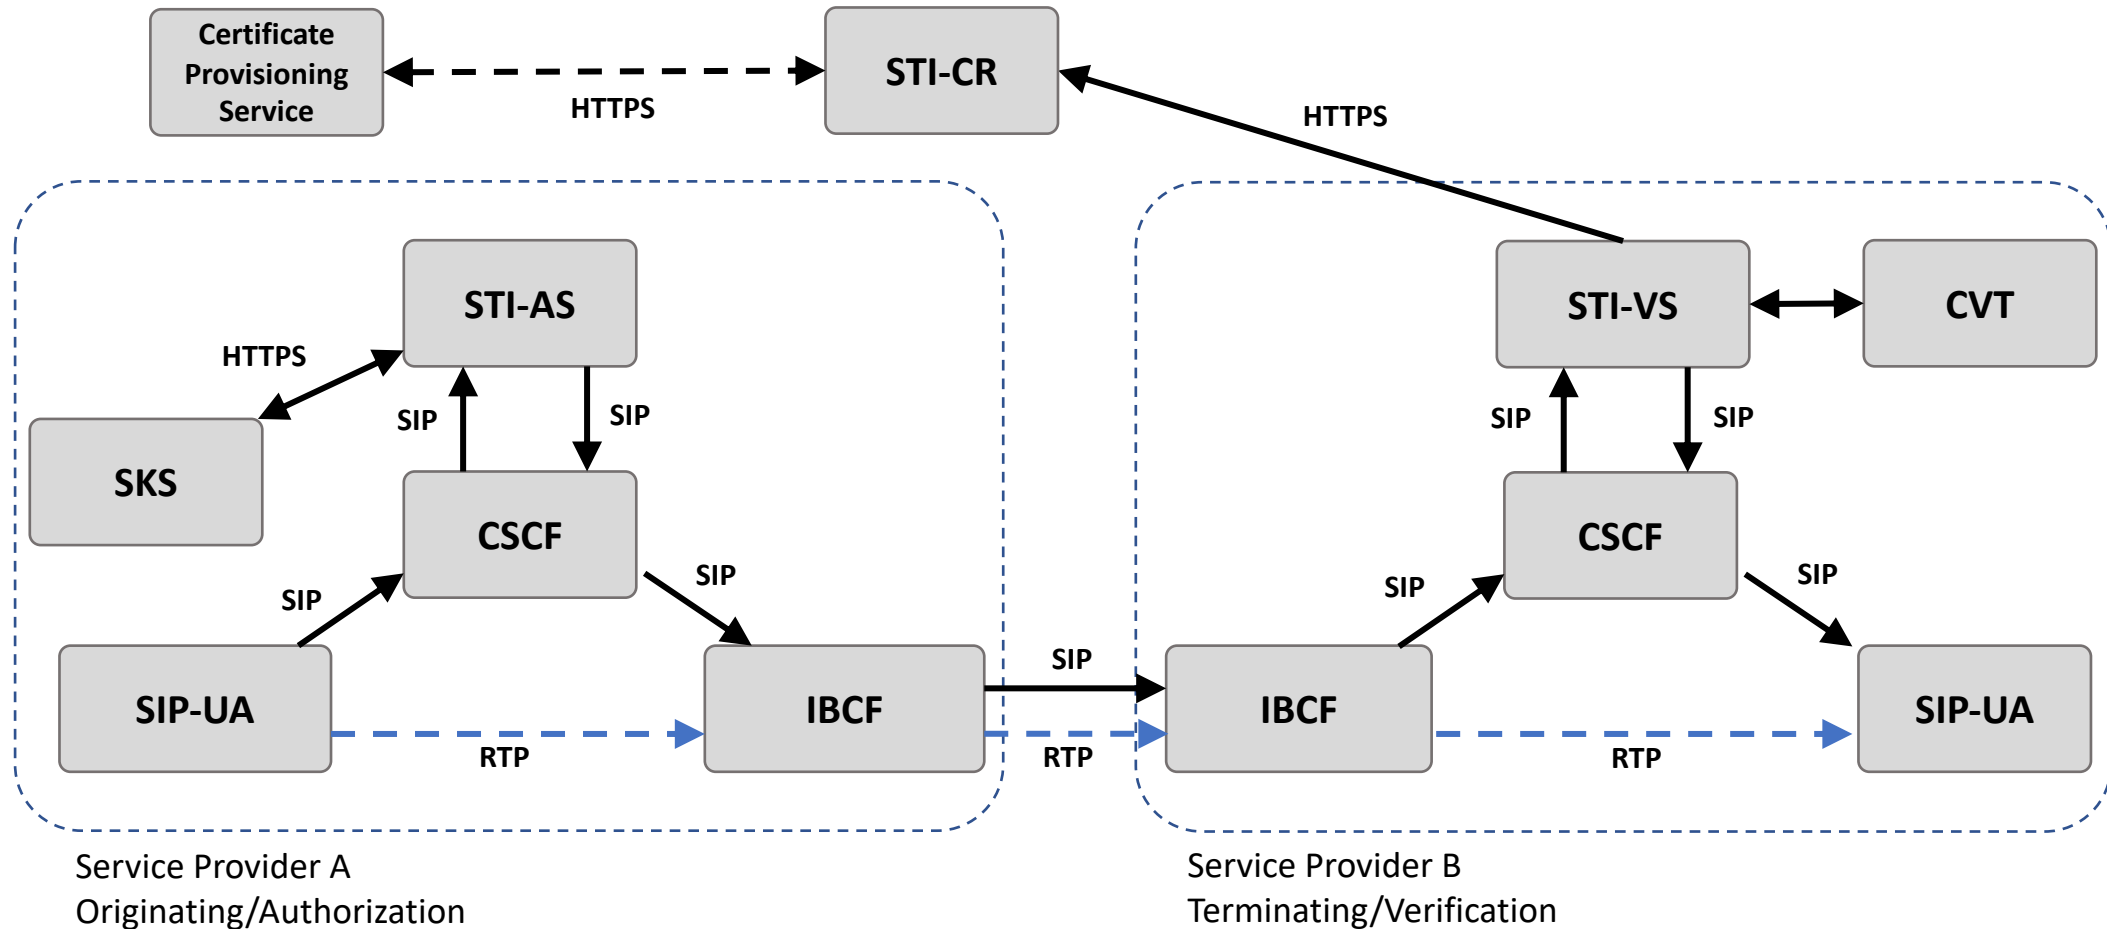 Certificate
Provisioning
Service
STI-CR
HTTPS
HTTPS
STI-AS
STI-VS
CVT
HTTPS
SIP
SIP
SIP
SIP
SKS
CSCF
CSCF
SIP
SIP
SIP
SIP
SIP-UA
IBCF
SIP
IBCF
SIP-UA
RTP
RTP
RTP
Service Provider A
Originating/Authorization
Service Provider B
Terminating/Verification